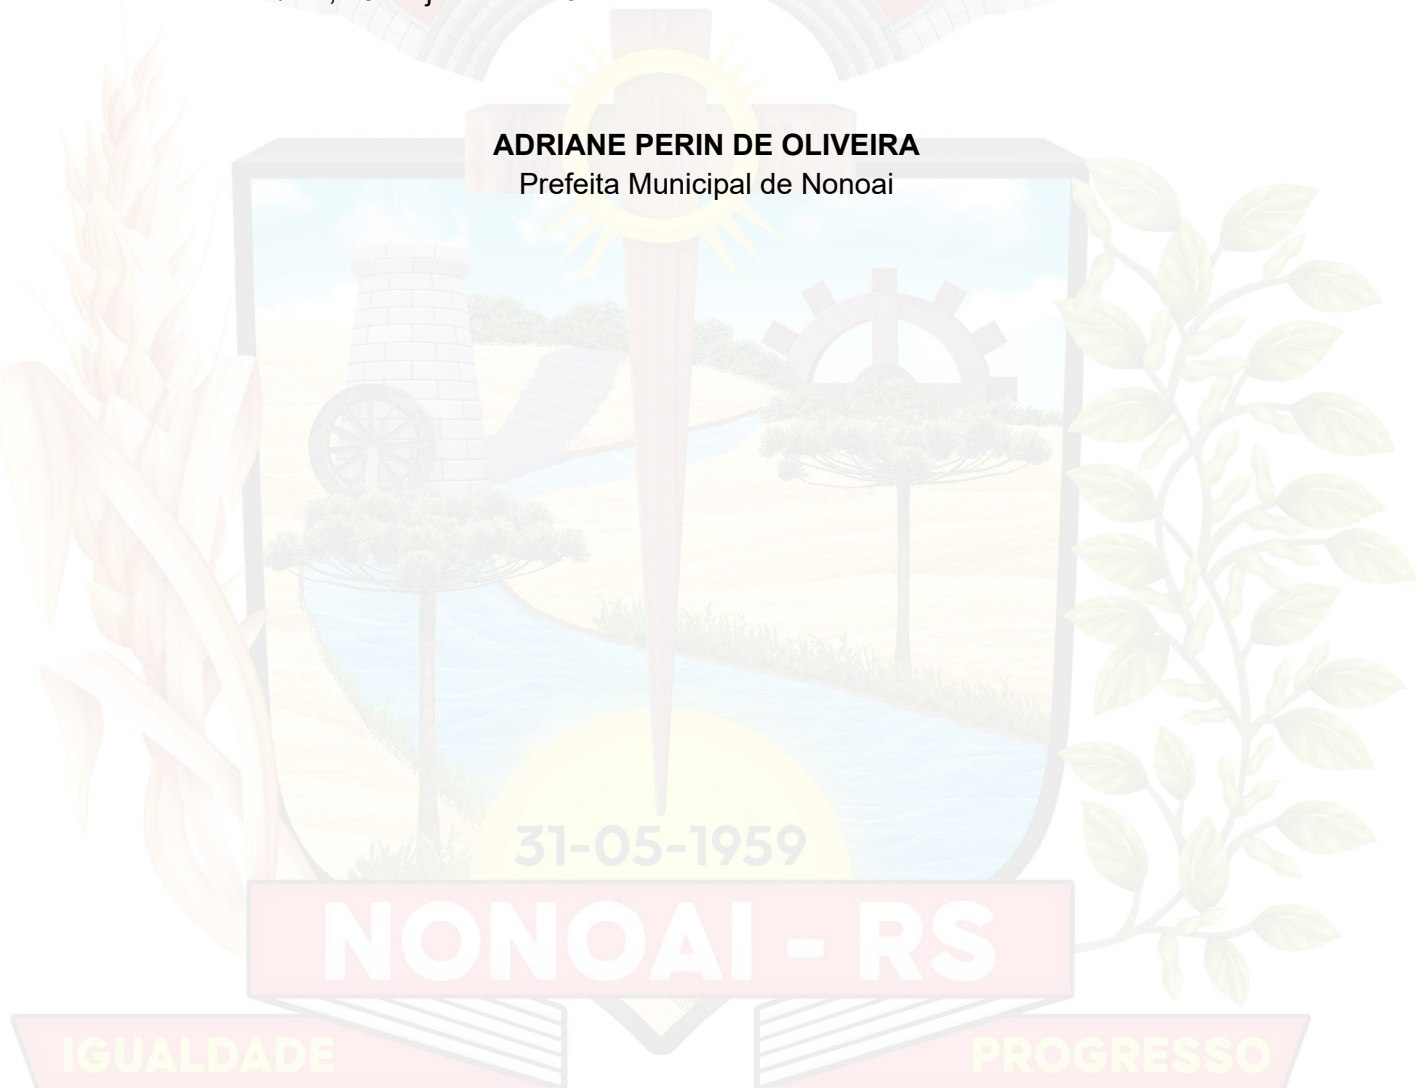 ADRIANE PERIN DE OLIVEIRA
Prefeita Municipal de Nonoai
31-05-1959
NONOAI - RS
IGUALDADE
PROGRESSO